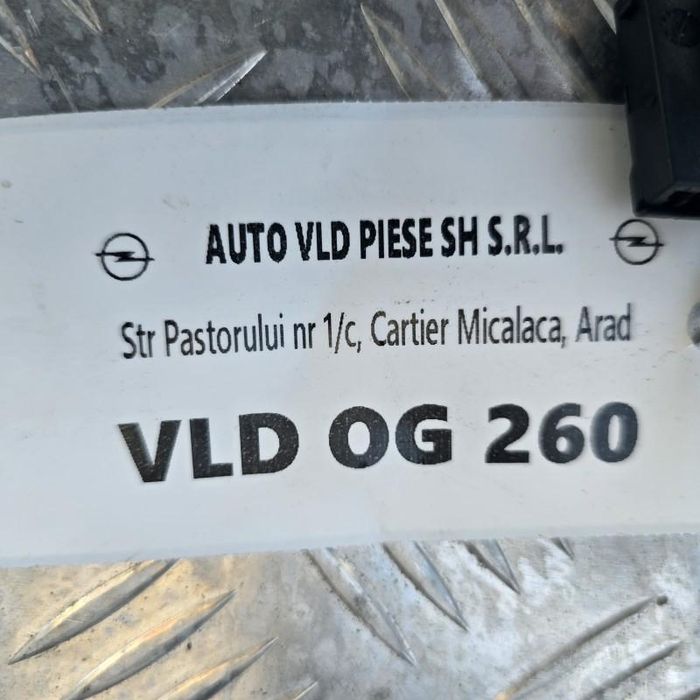 AUTO VLD PIESE SH S.R.L.
Str Pastorului nr 1/c, Cartier Micalaca, Arad
VLD OG 260